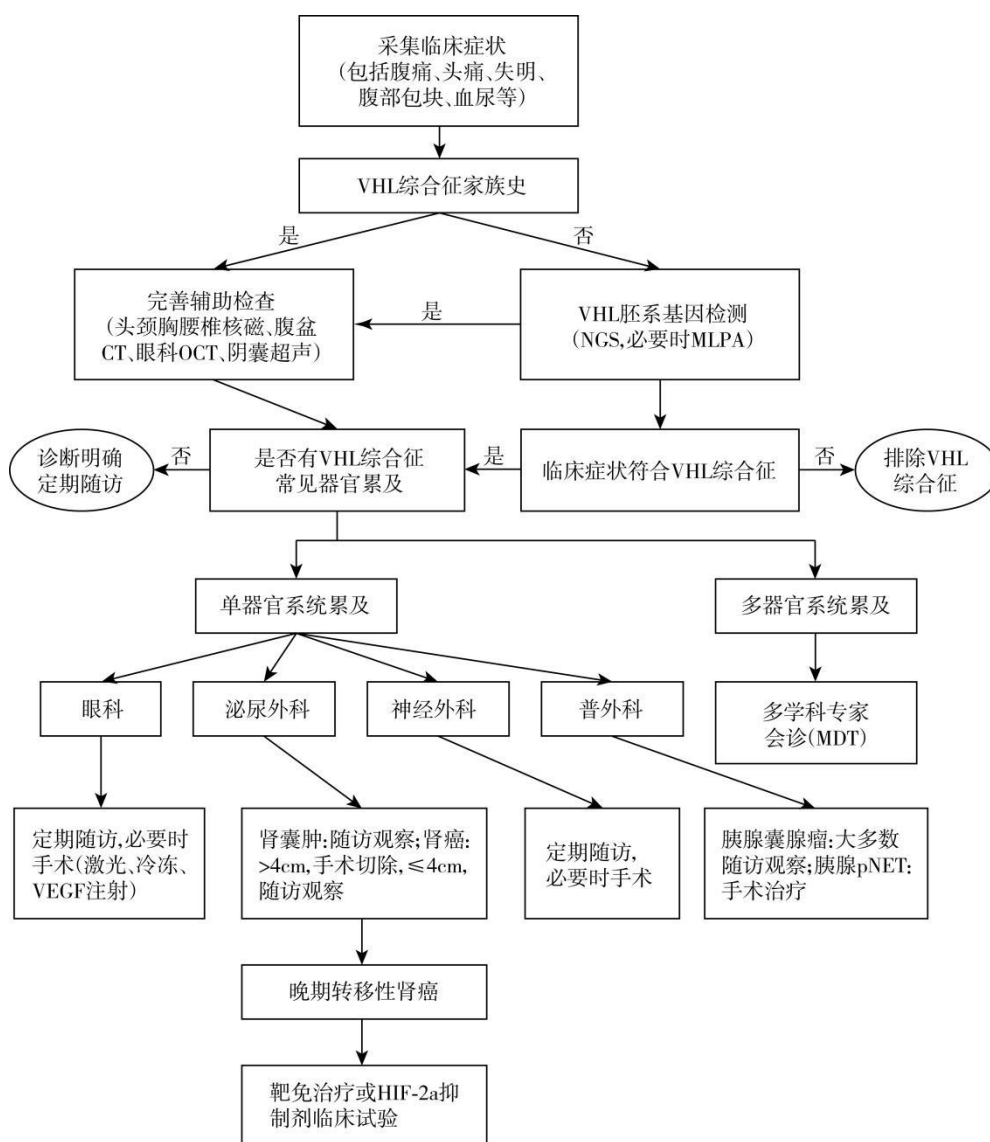 采集临床症状
(包括腹痛、头痛、失明、
腹部包块、血尿等)
VHL综合征家族史
是
否
完善辅助检查
(头颈胸腰椎核磁、腹盆
CT、眼科OCT、阴囊超声)
是
VHL胚系基因检测
(NGS,必要时MLPA)
诊断明确
定期随访
否
是否有VHL综合征
常见器官累及
是
临床症状符合VHL综合征
否
排除VHL
综合征
单器官系统累及
多器官系统累及
眼科
泌尿外科
神经外科
普外科
多学科专家
会诊(MDT)
定期随访,必要时
手术(激光、冷冻、
VEGF注射)
肾囊肿:随访观察;肾癌:
>4cm,手术切除,≤4cm,
随访观察
定期随访,
必要时手术
胰腺囊腺瘤:大多数
随访观察;胰腺pNET:
手术治疗
晚期转移性肾癌
靶免治疗或HIF-2a抑
制剂临床试验